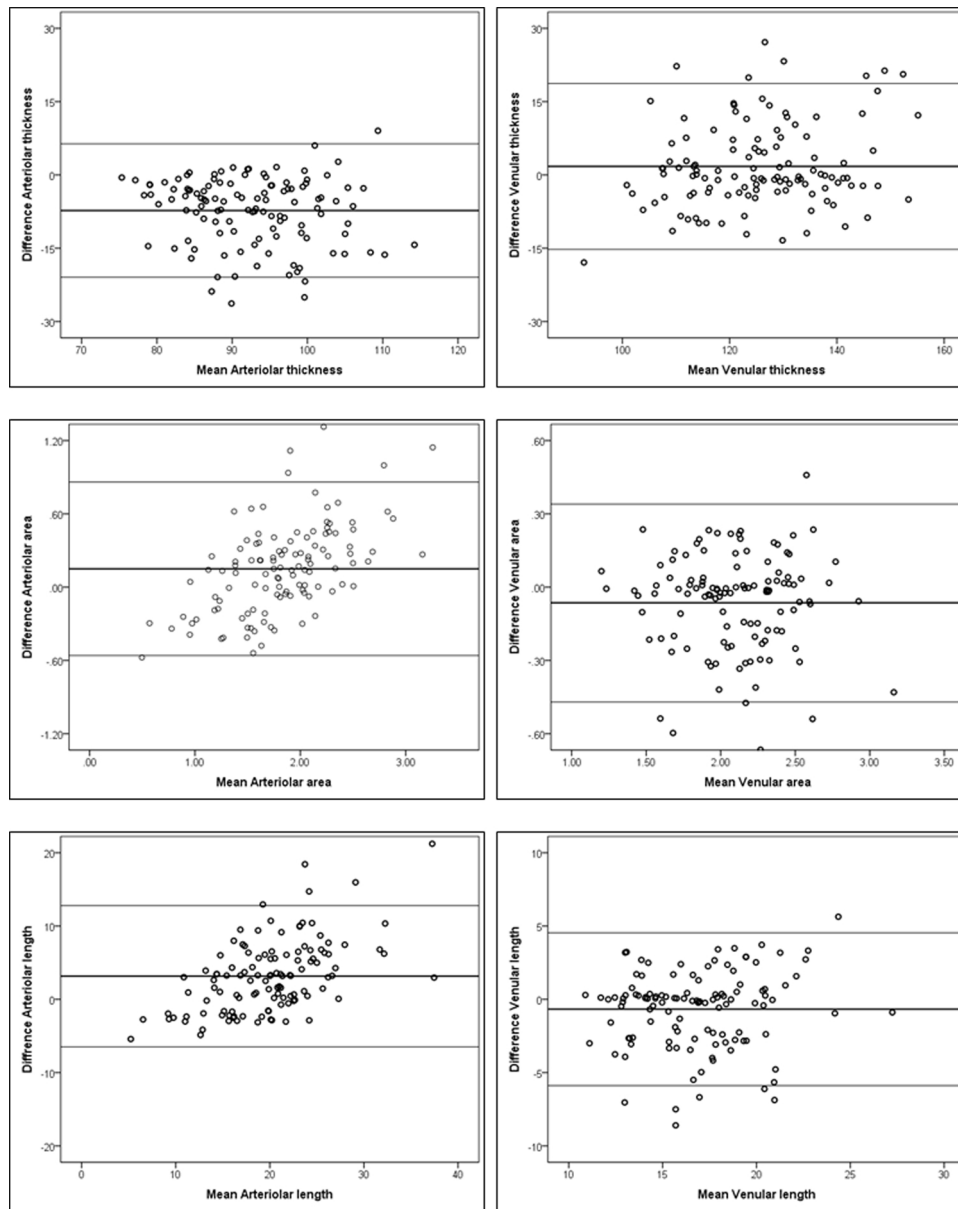 30
15
0
-15
-30
Difference Arteriolar thickness
70 80 90 100 110 120
Mean Arteriolar thickness
30
15
0
-15
-30
Difference Venular thickness
100 120 140 160
Mean Venular thickness
1.20
.60
.00
-.60
-1.20
Difference Arteriolar area
.00 1.00 2.00 3.00
Mean Arteriolar area
.60
.30
.00
-.30
-.60
Difference Venular area
1.00 1.50 2.00 2.50 3.00 3.50
Mean Venular area
20
10
0
-10
-20
Diffrence Arteriolar length
0 10 20 30 40
Mean Arteriolar length
10
5
0
-5
-10
Difference Venular length
10 15 20 25 30
Mean Venular length